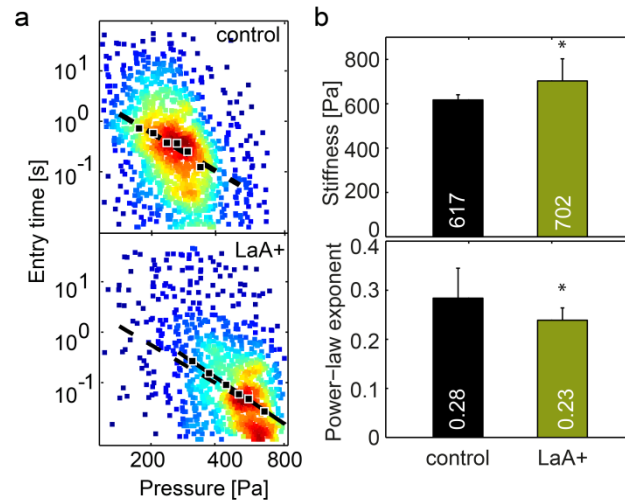 a
control
10¹
10⁰
10⁻¹
Entry time [s]
LaA+
10¹
10⁰
10⁻¹
200 400 800
Pressure [Pa]
b
800
600
400
200
0
Stiffness [Pa]
*
617
702
0.4
0.3
0.2
0.1
0
Power−law exponent
*
0.28
0.23
control LaA+